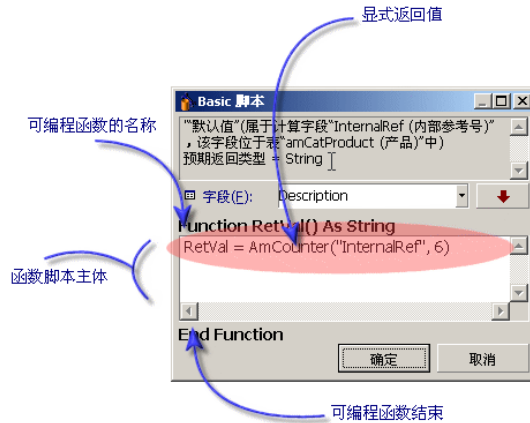 显式返回值
Basic 脚本
可编程函数的名称
"“默认值”(属于计算字段“InternalRef (内部参考号)”
，该字段位于表“amCatProduct (产品)”中)
预期返回类型 = String
字段(F):
Description
Function RetVal() As String
RetVal = AmCounter("InternalRef", 6)
函数脚本主体
End Function
确定
取消
可编程函数结束